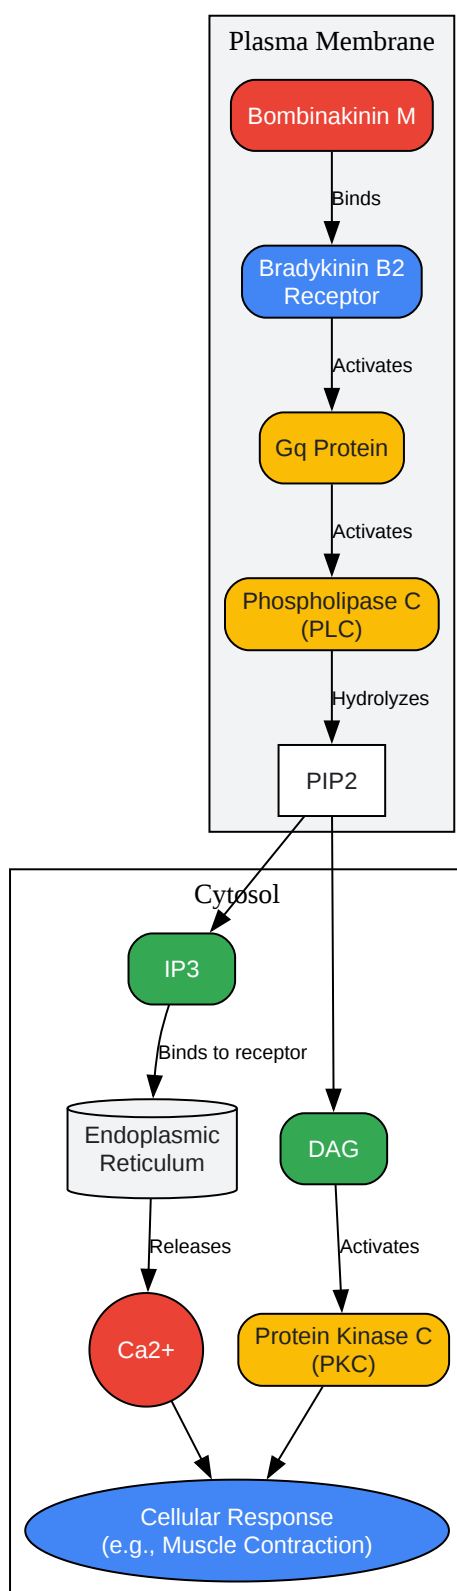 Plasma Membrane
Bombinakinin M
Binds
Bradykinin B2
Receptor
Activates
Gq Protein
Activates
Phospholipase C
(PLC)
Hydrolyzes
PIP2
Cytosol
IP3
Binds to receptor
Endoplasmic
Reticulum
DAG
Releases
Activates
Ca2+
Protein Kinase C
(PKC)
Cellular Response
(e.g., Muscle Contraction)